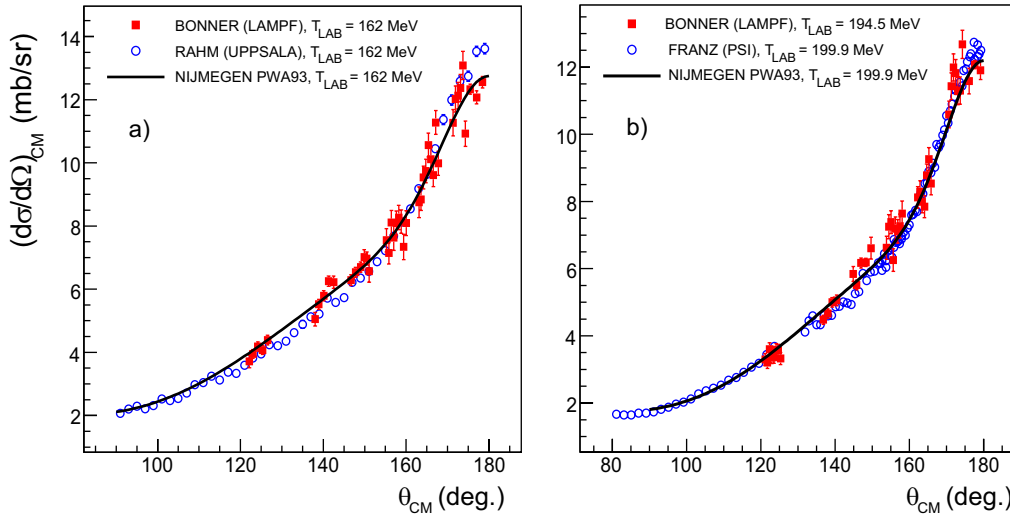 BONNER (LAMPF), T_LAB = 162 MeV
RAHM (UPPSALA), T_LAB = 162 MeV
NIJMEGEN PWA93, T_LAB = 162 MeV
a)
14
12
10
8
6
4
2
100 120 140 160 180
θ_CM (deg.)
(dσ/dΩ)_CM (mb/sr)
BONNER (LAMPF), T_LAB = 194.5 MeV
FRANZ (PSI), T_LAB = 199.9 MeV
NIJMEGEN PWA93, T_LAB = 199.9 MeV
b)
12
10
8
6
4
2
80 100 120 140 160 180
θ_CM (deg.)